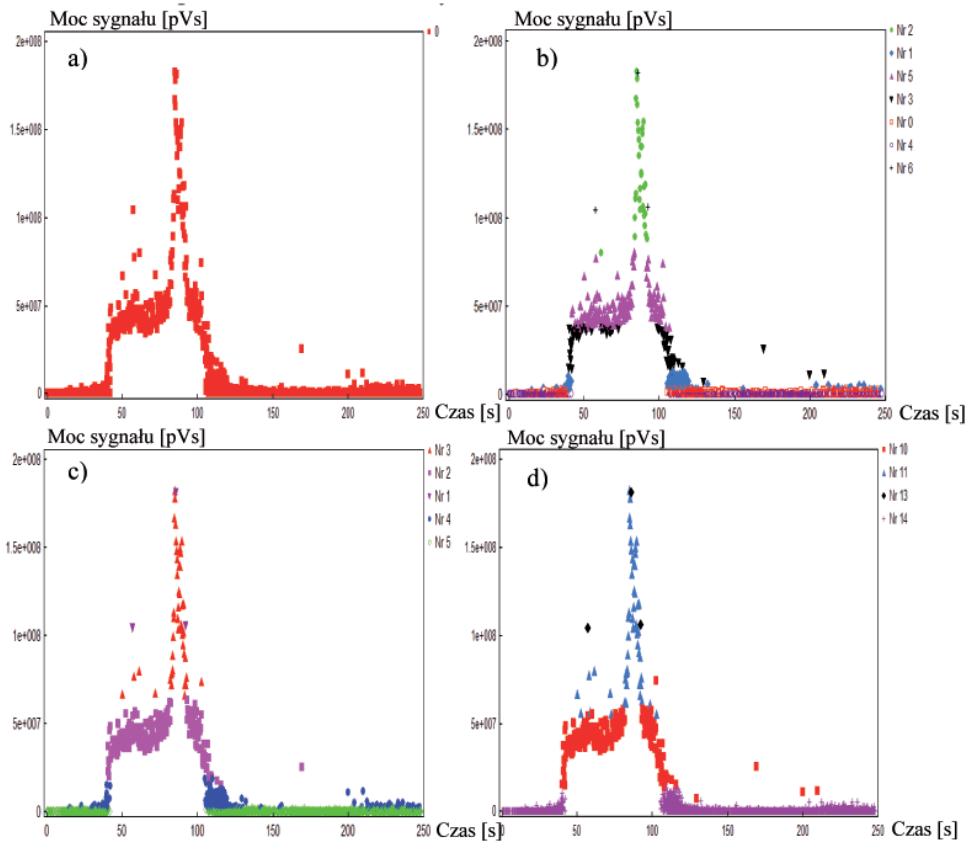 Moc sygnału [pVs]
a)
0
2e+008
1.5e+008
1e+008
5e+007
0
0 50 100 150 200 250
Czas [s]
Moc sygnału [pVs]
b)
Nr 2
Nr 1
Nr 5
Nr 3
Nr 0
Nr 4
Nr 6
2e+008
1.5e+008
1e+008
5e+007
0
0 50 100 150 200 250
Czas [s]
Moc sygnału [pVs]
c)
Nr 3
Nr 2
Nr 1
Nr 4
Nr 5
2e+008
1.5e+008
1e+008
5e+007
0
0 50 100 150 200 250
Czas [s]
Moc sygnału [pVs]
d)
Nr 10
Nr 11
Nr 13
Nr 14
2e+008
1.5e+008
1e+008
5e+007
0
0 50 100 150 200 250
Czas [s]